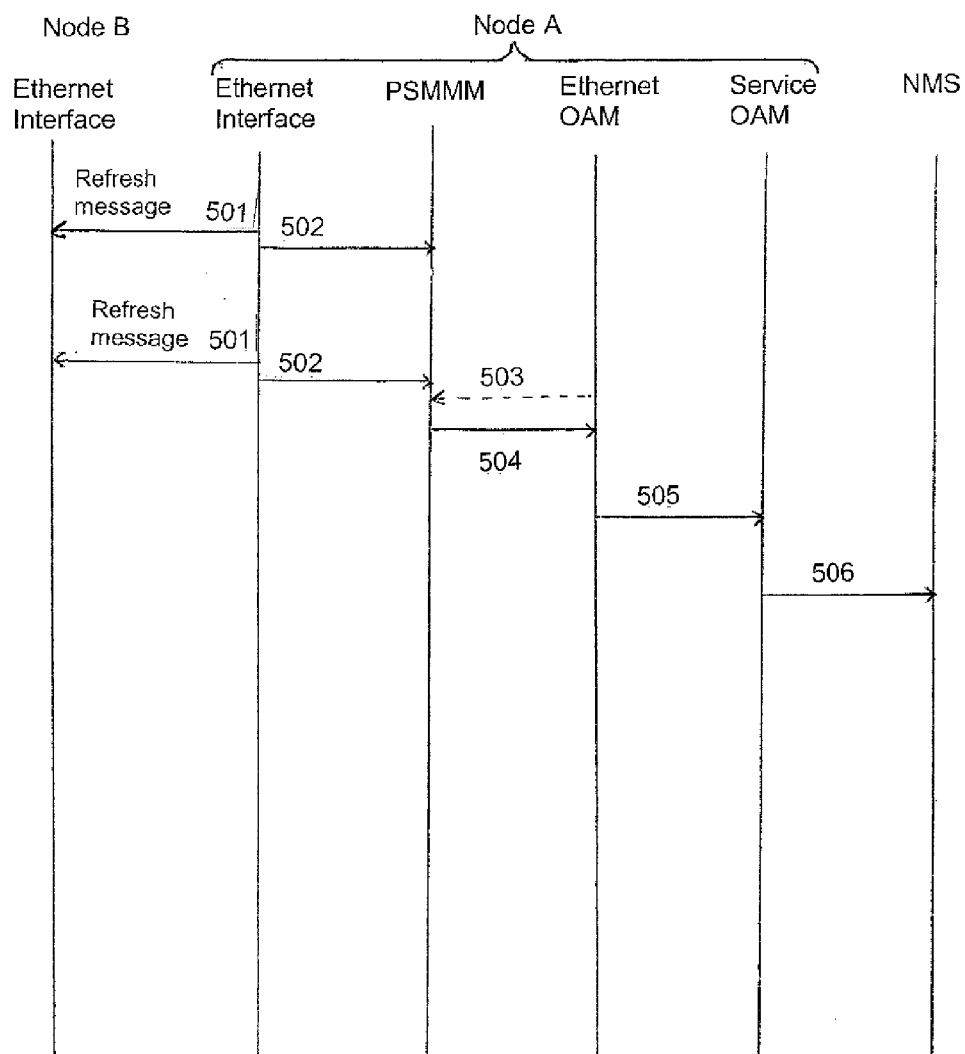 Node B
Node A
Ethernet
Interface
Ethernet
Interface
PSMMM
Ethernet
OAM
Service
OAM
NMS
Refresh
message
501
502
Refresh
message
501
502
503
504
505
506